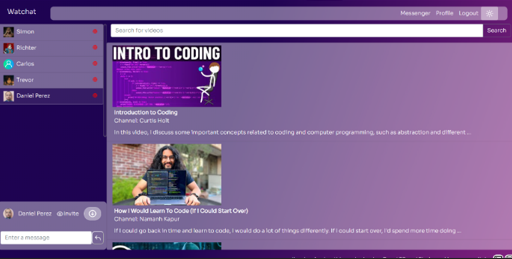 Watchat
Messenger Profile Logout
Simon
Richter
Carlos
Trevor
Daniel Perez
Search for videos
Search
INTRO TO CODING
Introduction to Coding
Channel: Curtis Holt
In this video, I discuss some important concepts related to coding and computer programming, such as abstraction and different ...
How I Would Learn To Code (If I Could Start Over)
Channel: Namanh Kapur
If I could go back in time and learn to code, I would do a lot of things differently. If I could start over, I'd spend more time doing ...
Daniel Perez Invite
Enter a message